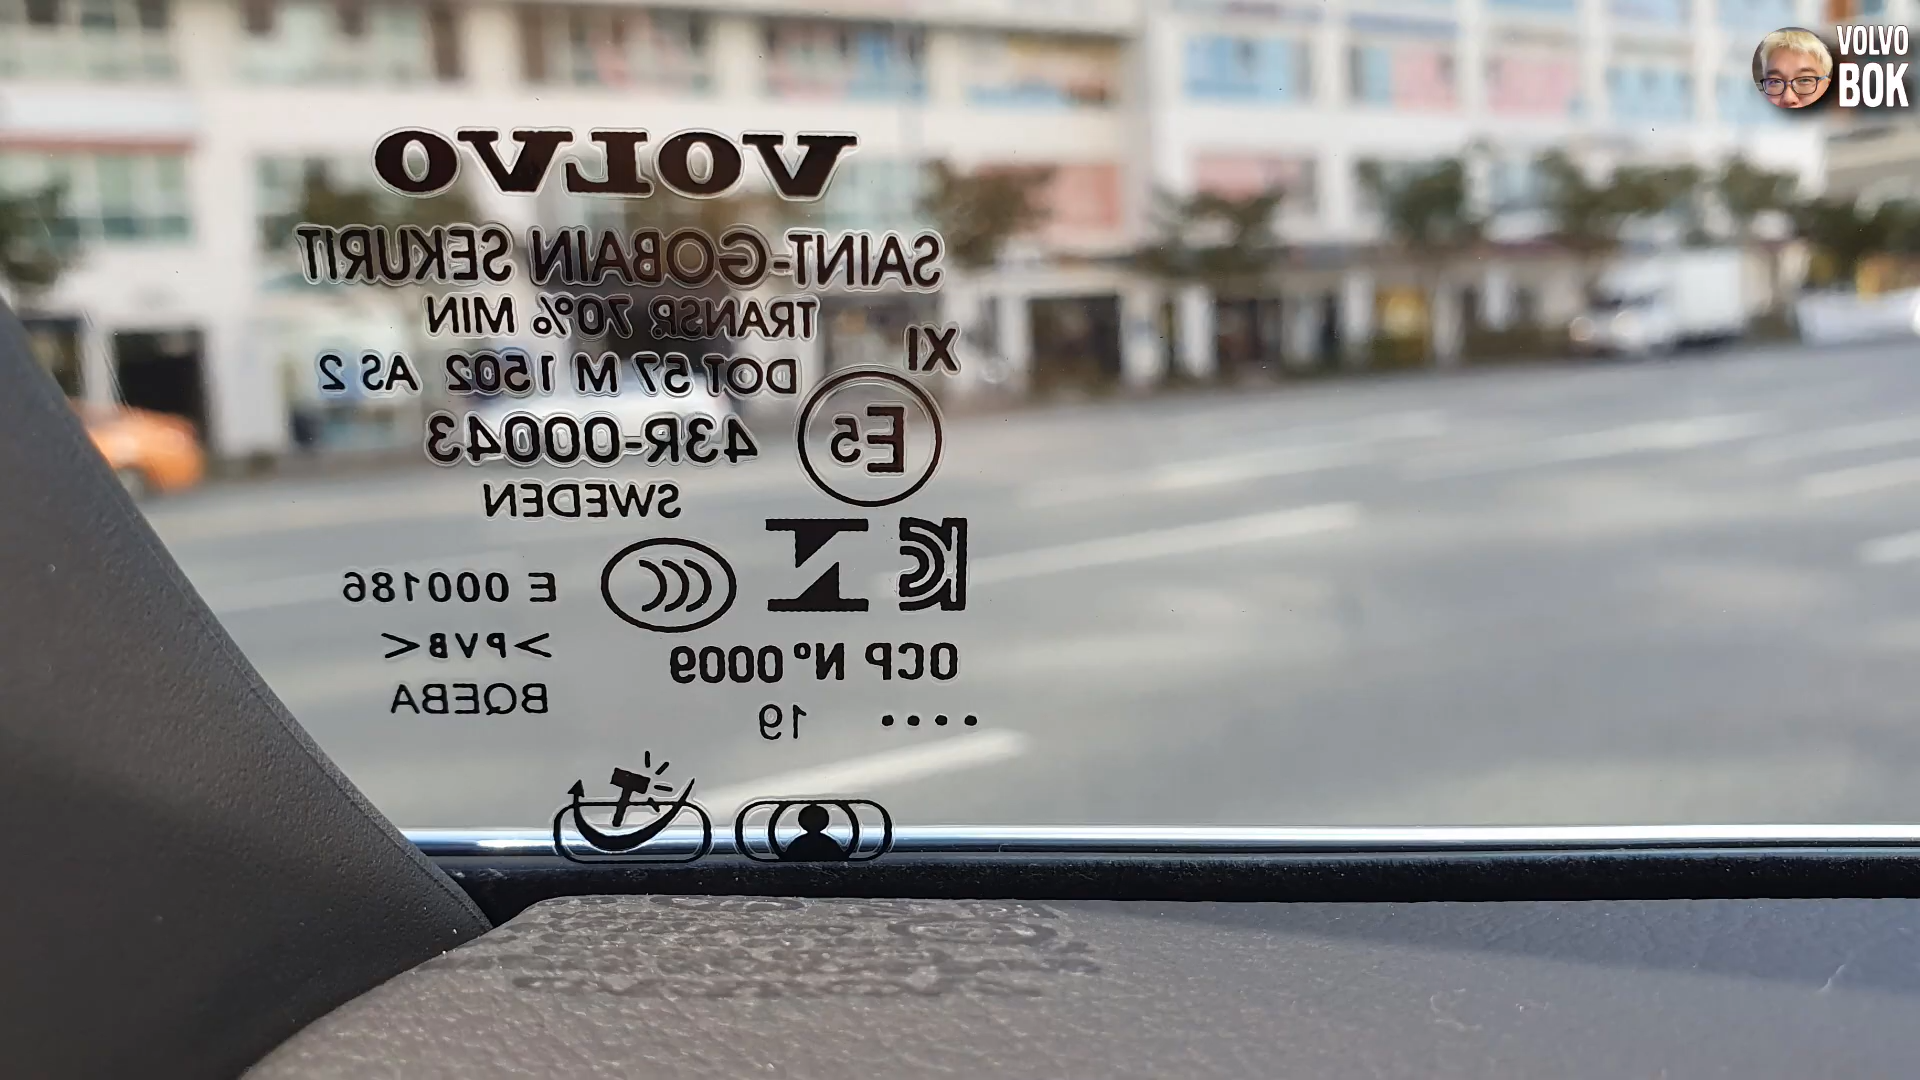 VOLVO
SAINT-GOBAIN SEKURIT
TRANSP. 70% MIN
XI
DOT 57 M 1502 AS 2
E5
43R-00043
SWEDEN
E 000186
>PVB<
OCP N° 0009
BQEBA
.... 19
VOLVO
BOK